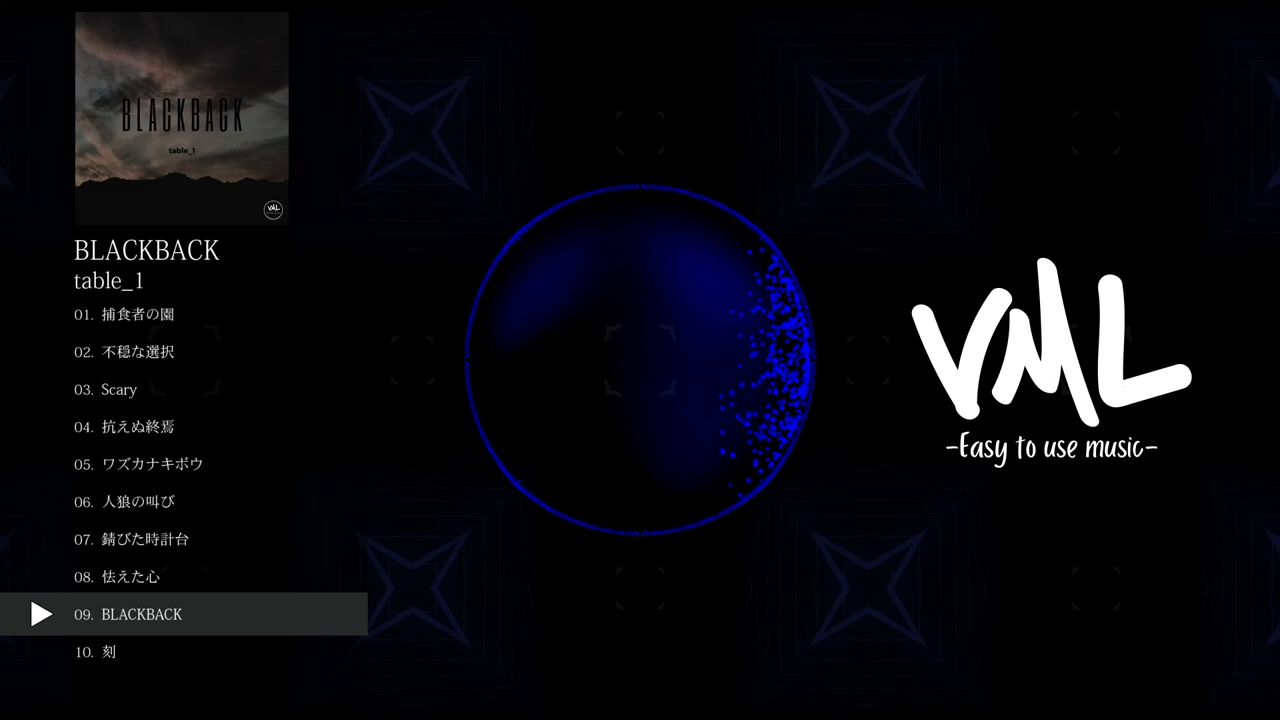 BLACKBACK
table_1
VML
BLACKBACK
table_1
01. 捕食者の園
02. 不穏な選択
03. Scary
04. 抗えぬ終焉
05. ワズカナキボウ
06. 人狼の叫び
07. 錆びた時計台
08. 怯えた心
09. BLACKBACK
10. 刻
VML
-Easy to use music-